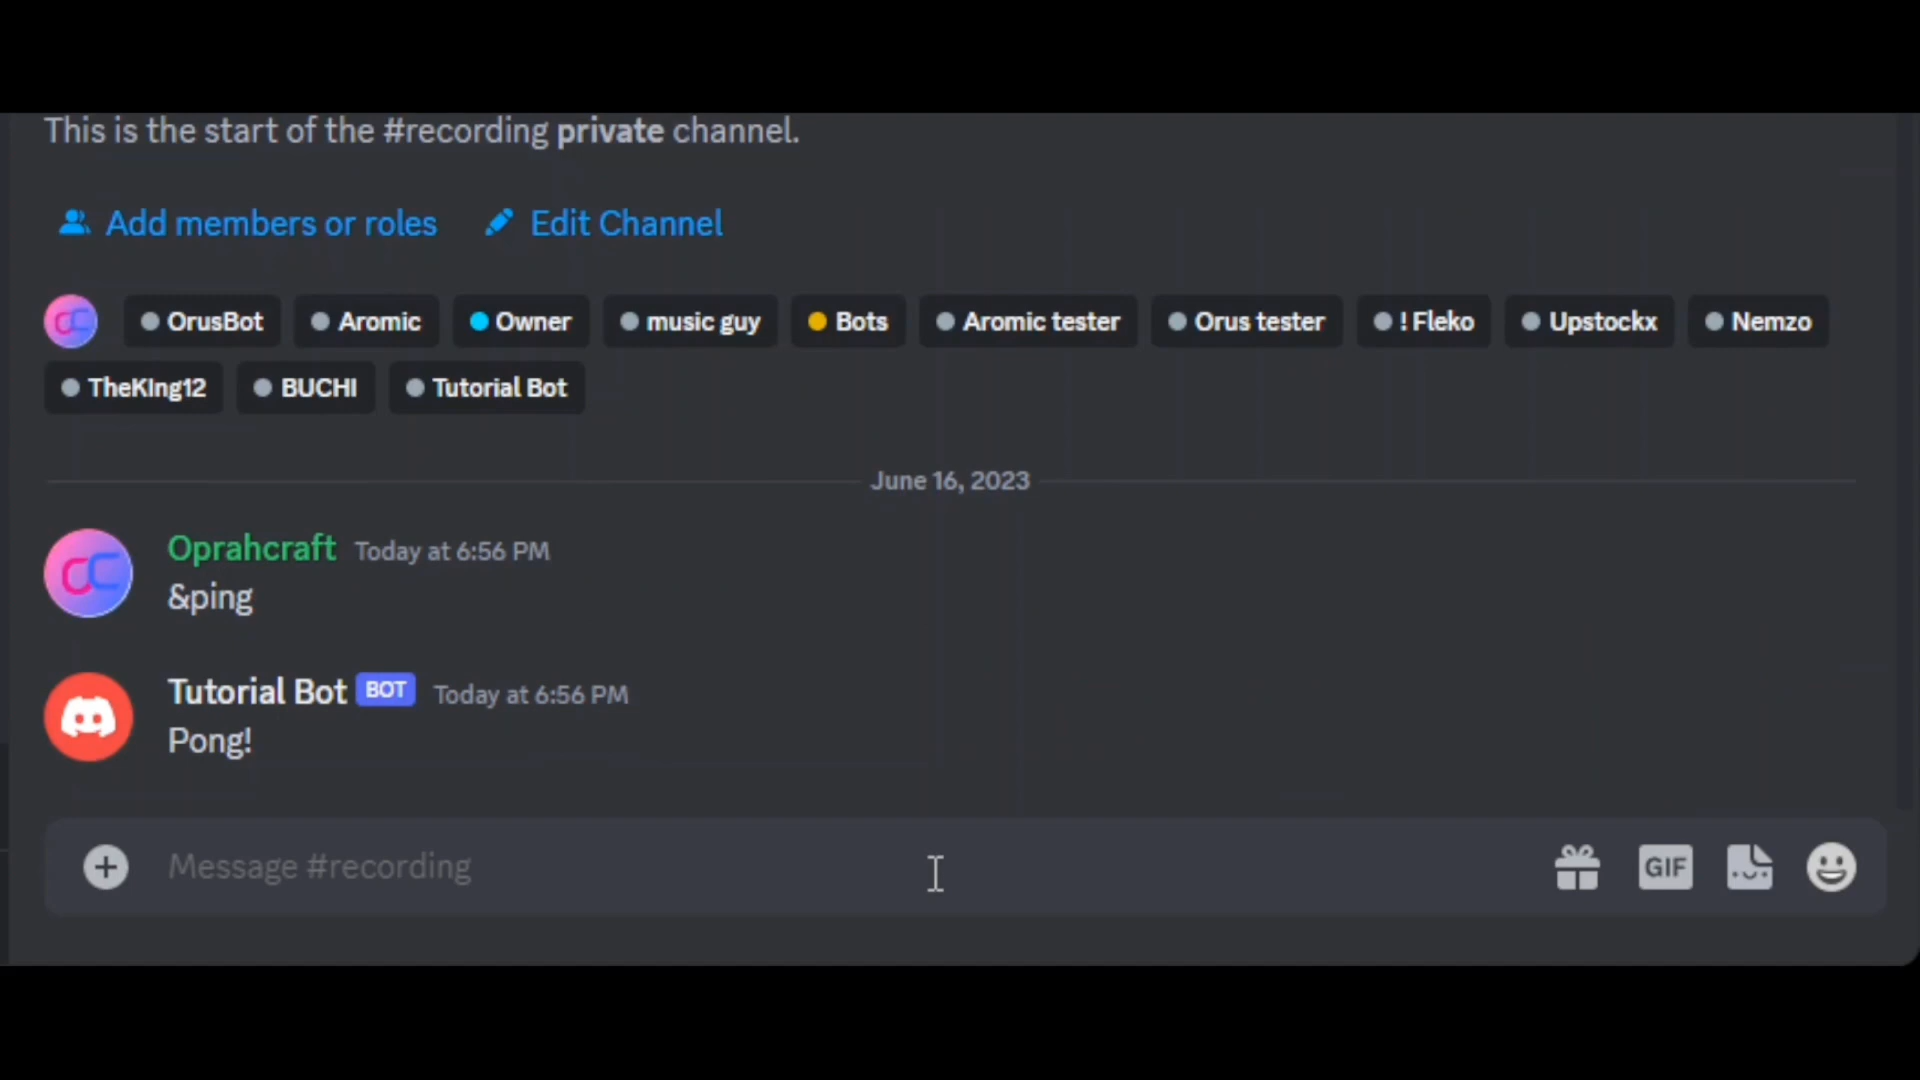 This is the start of the #recording private channel.
Add members or roles Edit Channel
OrusBot Aromic Owner music guy Bots Aromic tester Orus tester ! Fleko Upstockx Nemzo
TheKIng12 BUCHI Tutorial Bot
June 16, 2023
Oprahcraft Today at 6:56 PM
&ping
Tutorial Bot BOT Today at 6:56 PM
Pong!
Message #recording GIF